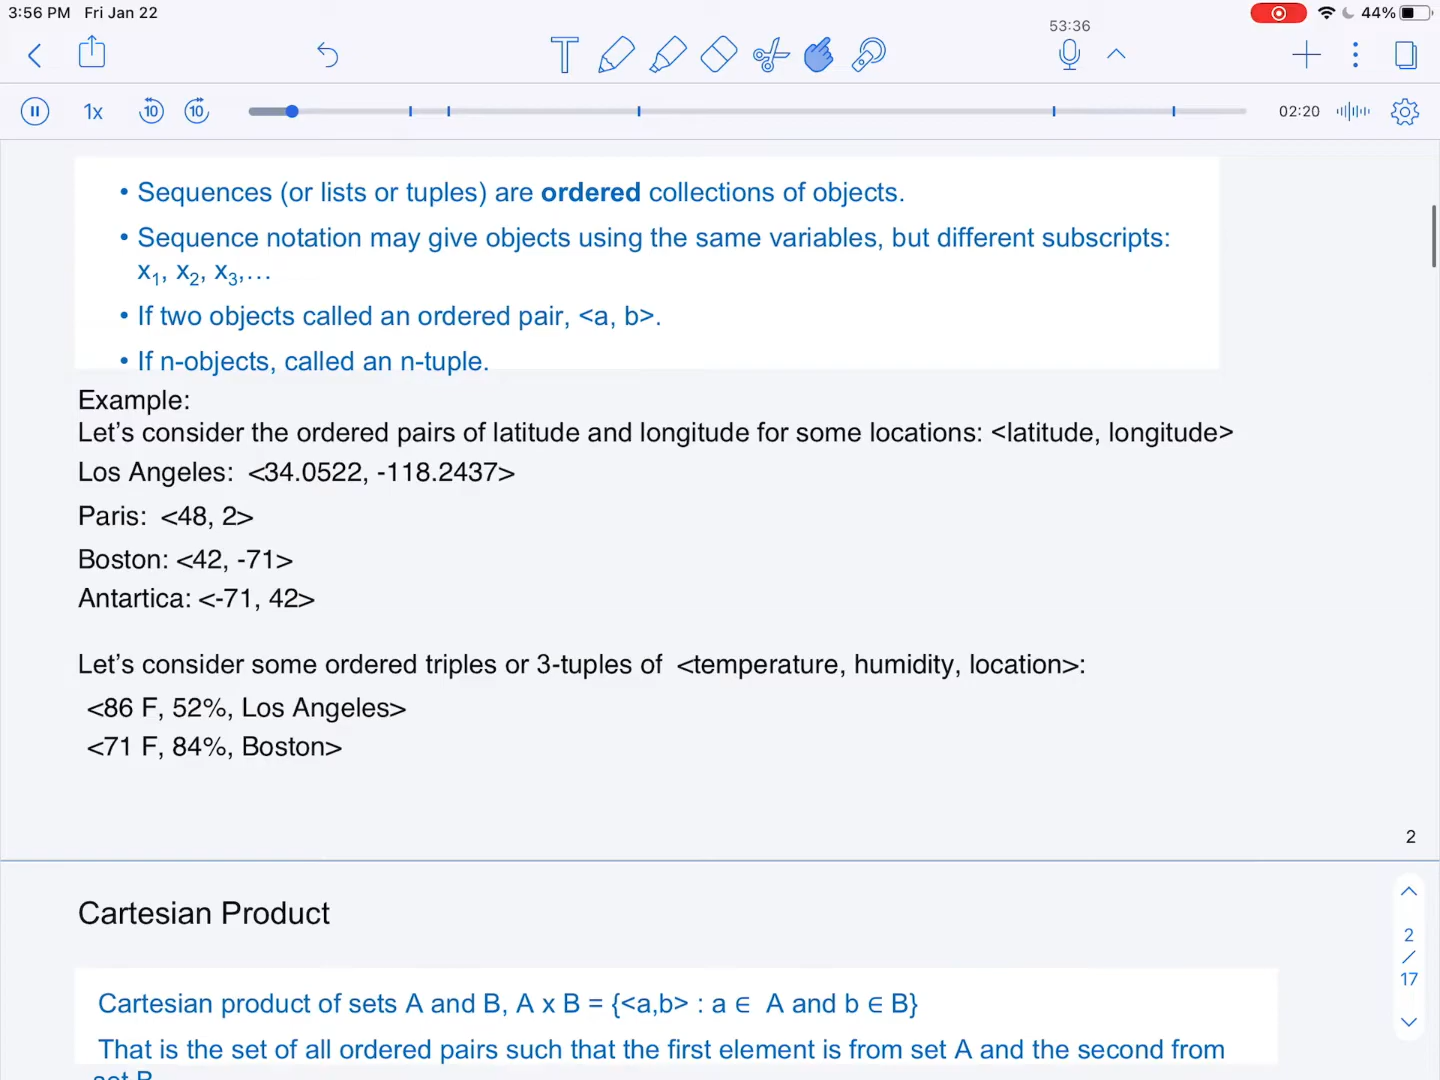 3:56 PM Fri Jan 22
44%
53:36
T
1x
10
10
02:20
• Sequences (or lists or tuples) are ordered collections of objects.
• Sequence notation may give objects using the same variables, but different subscripts:
x₁, x₂, x₃,…
• If two objects called an ordered pair, <a, b>.
• If n-objects, called an n-tuple.
Example:
Let’s consider the ordered pairs of latitude and longitude for some locations: <latitude, longitude>
Los Angeles: <34.0522, -118.2437>
Paris: <48, 2>
Boston: <42, -71>
Antartica: <-71, 42>
Let’s consider some ordered triples or 3-tuples of <temperature, humidity, location>:
<86 F, 52%, Los Angeles>
<71 F, 84%, Boston>
2
Cartesian Product
Cartesian product of sets A and B, A x B = {<a,b> : a ∈ A and b ∈ B}
That is the set of all ordered pairs such that the first element is from set A and the second from
set B
2
/
17